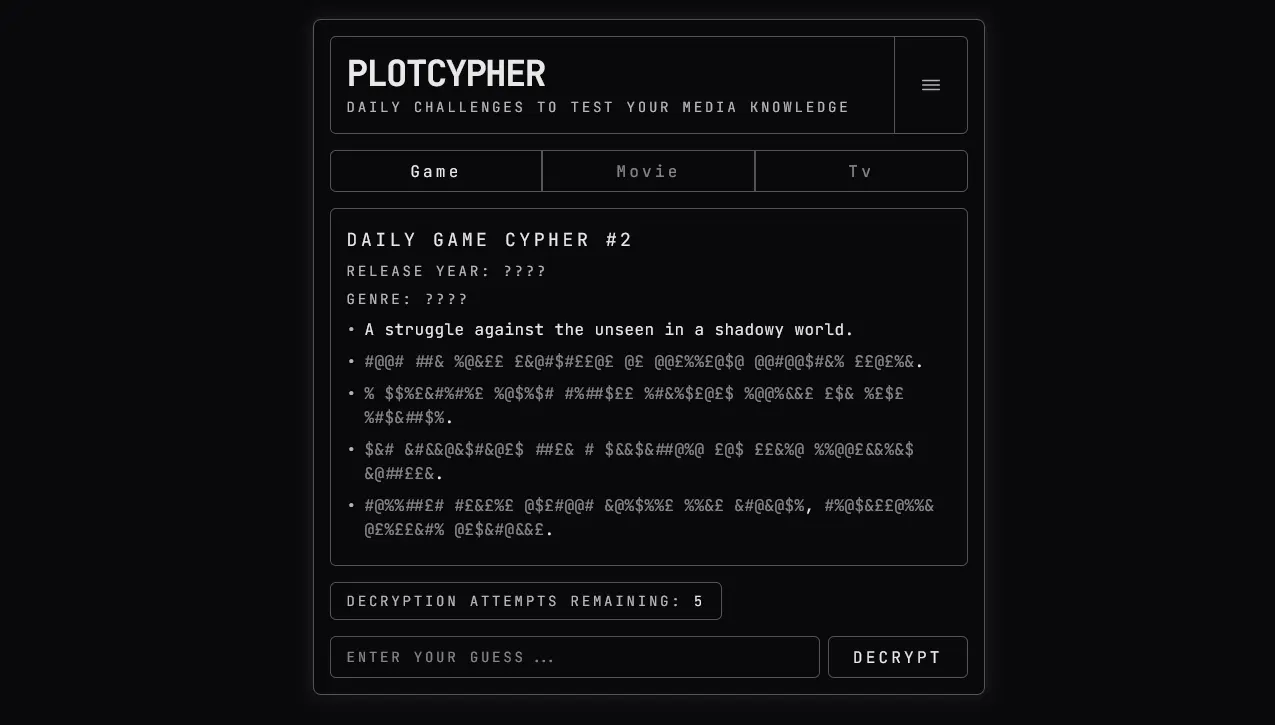 PLOTCYPHER
DAILY CHALLENGES TO TEST YOUR MEDIA KNOWLEDGE
Game
Movie
Tv
DAILY GAME CYPHER #2
RELEASE YEAR: ????
GENRE: ????
• A struggle against the unseen in a shadowy world.
• #@@# ##& %@&££ £&@#$#££@£ @£ @@£%%£@$@ @@#@@$#&% ££@£%&.
• % $$%£&#%#%£ %@$%$# #%##$££ %#&%$£@£$ %@@%&&£ £$& %£$£
%#$&##$%.
• $&# &#&&@&$#&@£$ ##£& # $&&$&##@%@ £@$ ££&%@ %%@@£&&%&$
&@##££&.
• #@%%##£# #£&£%£ @$£#@@# &@%$%%£ %%&£ &#@&@$%, #%@$&££@%%&
@£%££&#% @£$&#@&&£.
DECRYPTION ATTEMPTS REMAINING: 5
ENTER YOUR GUESS...
DECRYPT